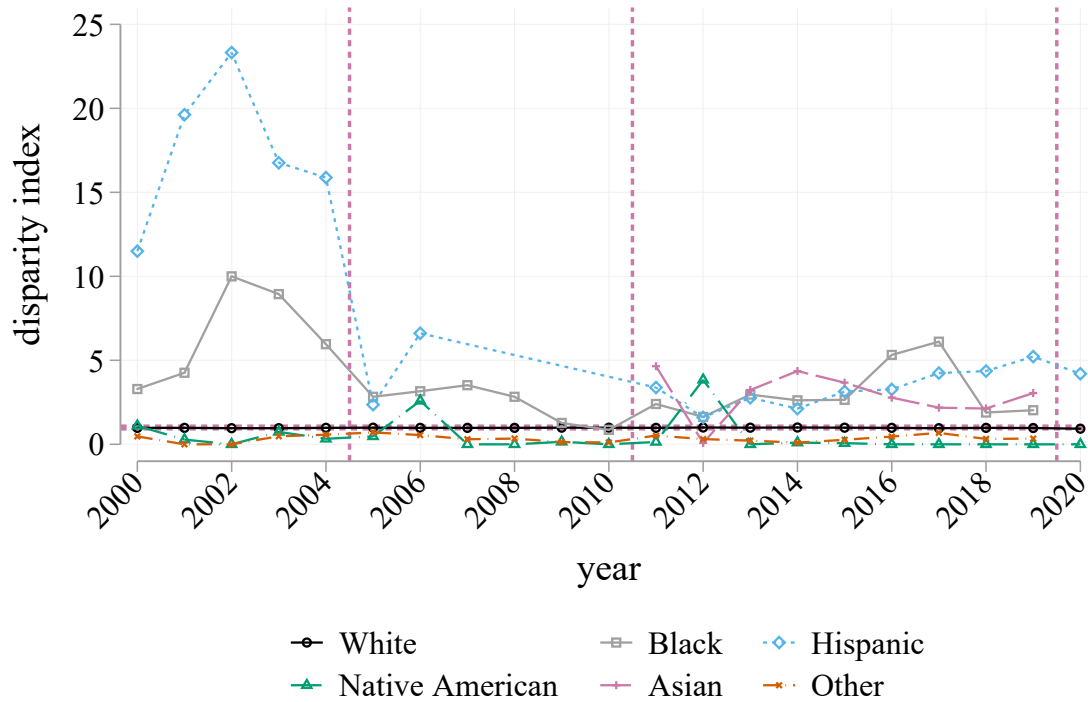 25
20
15
10
5
0
disparity index
2000 2002 2004 2006 2008 2010 2012 2014 2016 2018 2020
year
White Black Hispanic
Native American Asian Other